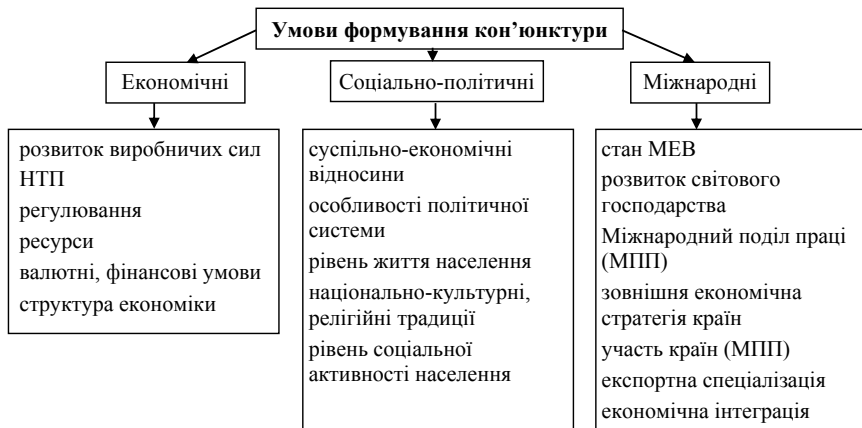 Умови формування кон’юнктури
Економічні
Соціально-політичні
Міжнародні
розвиток виробничих сил
НТП
регулювання
ресурси
валютні, фінансові умови
структура економіки
суспільно-економічні
відносини
особливості політичної
системи
рівень життя населення
національно-культурні,
релігійні традиції
рівень соціальної
активності населення
стан МЕВ
розвиток світового
господарства
Міжнародний поділ праці
(МПП)
зовнішня економічна
стратегія країн
участь країн (МПП)
експортна спеціалізація
економічна інтеграція